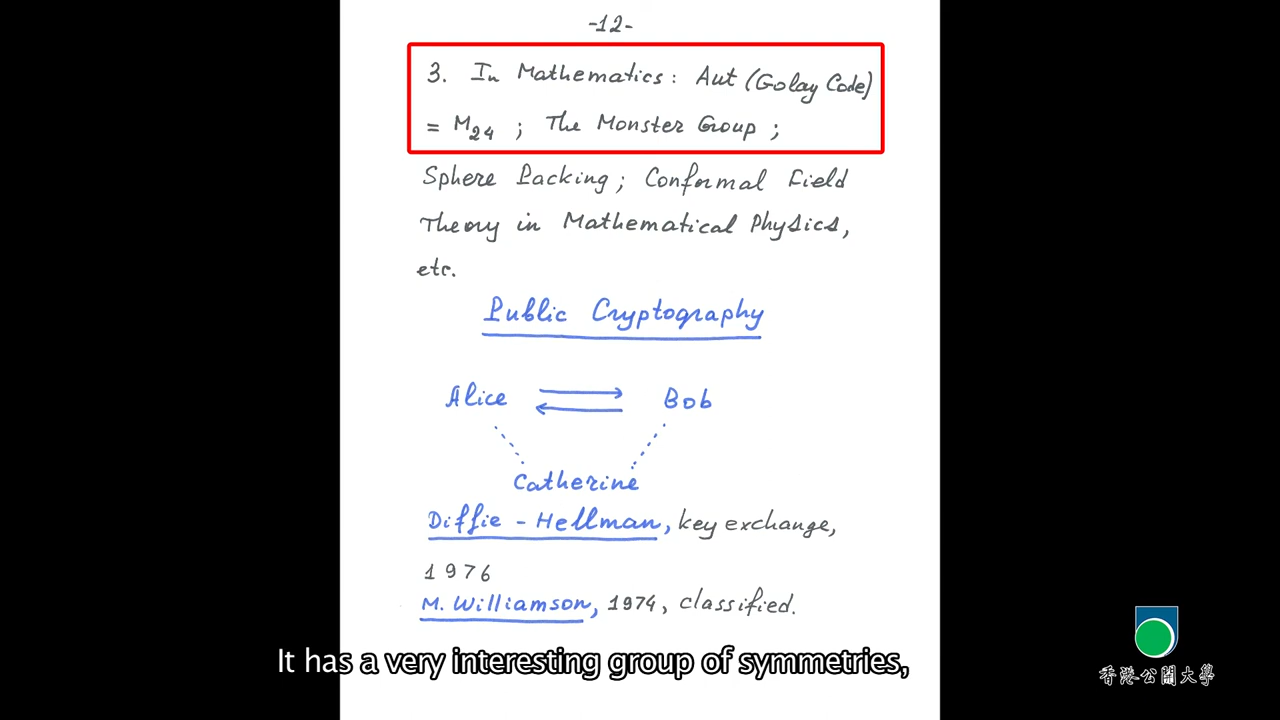 -12-
3. In Mathematics: Aut (Golay Code)
= M24 ; The Monster Group ;
Sphere Packing; Conformal Field
Theory in Mathematical Physics,
etc.
Public Cryptography
Alice Bob
Catherine
Diffie - Hellman, key exchange,
1976
M. Williamson, 1974, classified.
It has a very interesting group of symmetries,
香港公開大學